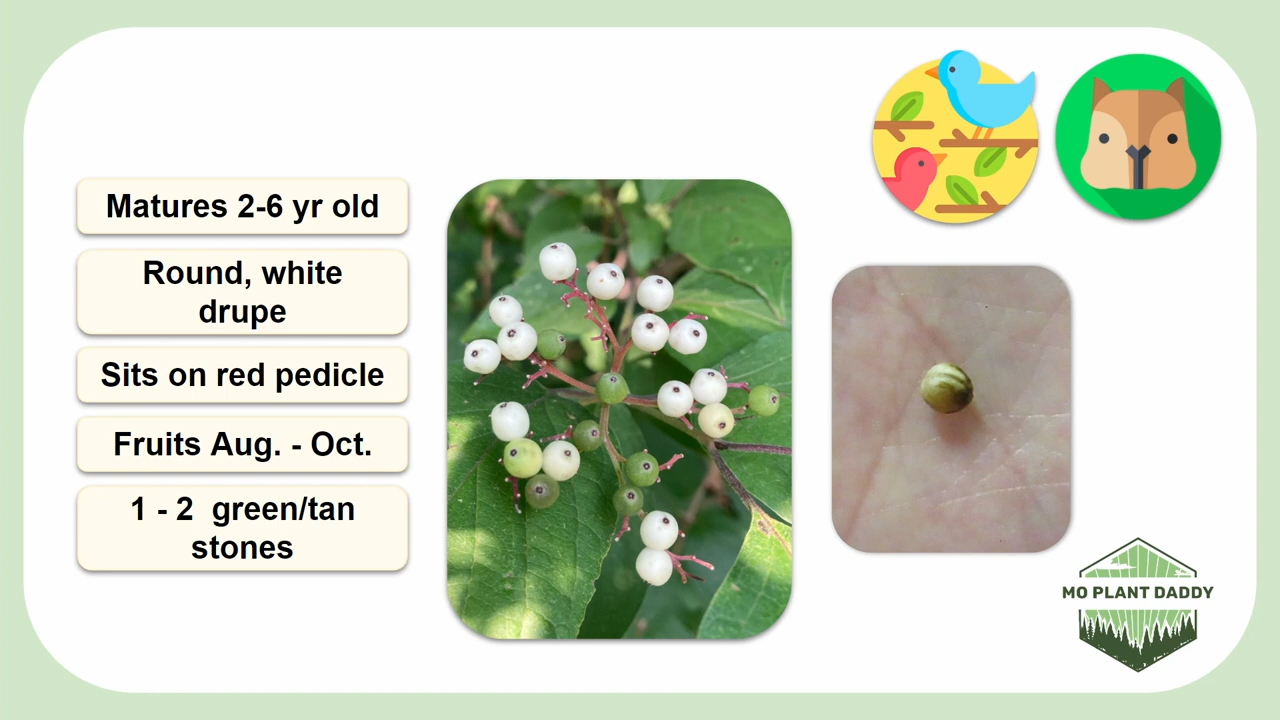 Matures 2-6 yr old
Round, white
drupe
Sits on red pedicle
Fruits Aug. - Oct.
1 - 2  green/tan
stones
MO PLANT DADDY